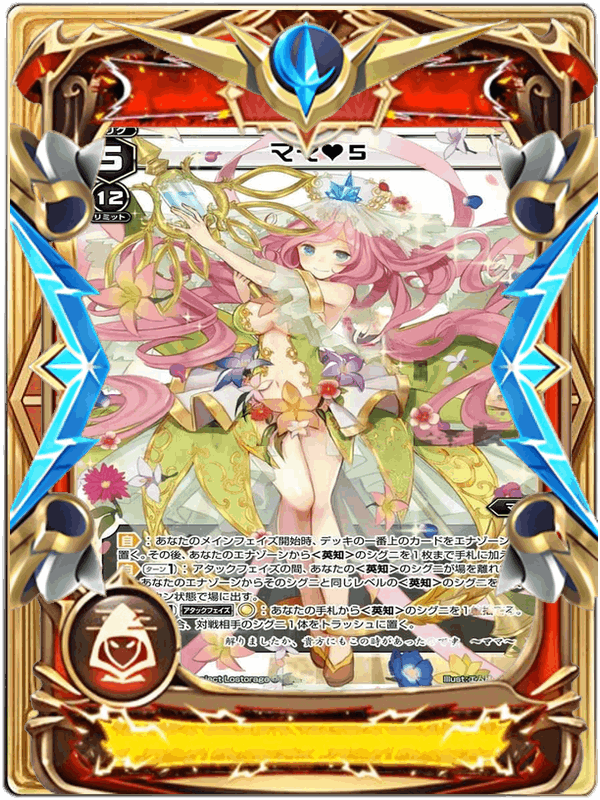 5
ママ♥5
12
リミット
自：あなたのメインフェイズ開始時、デッキの一番上のカードをエナゾーン
置く。その後、あなたのエナゾーンから＜英知＞のシグニを1枚まで手札に加え
自 ターン1：アタックフェイズの間、あなたの＜英知＞のシグニが場を離れ
あなたのエナゾーンからそのシグニと同じレベルの＜英知＞のシグニを
ン状態で場に出す。
アタックフェイズ：あなたの手札から＜英知＞のシグニを1
合、対戦相手のシグニ1体をトラッシュに置く。
解りましたか、貴方にもこの時があったのです ～ママ～
ject Lostorage
Illust: